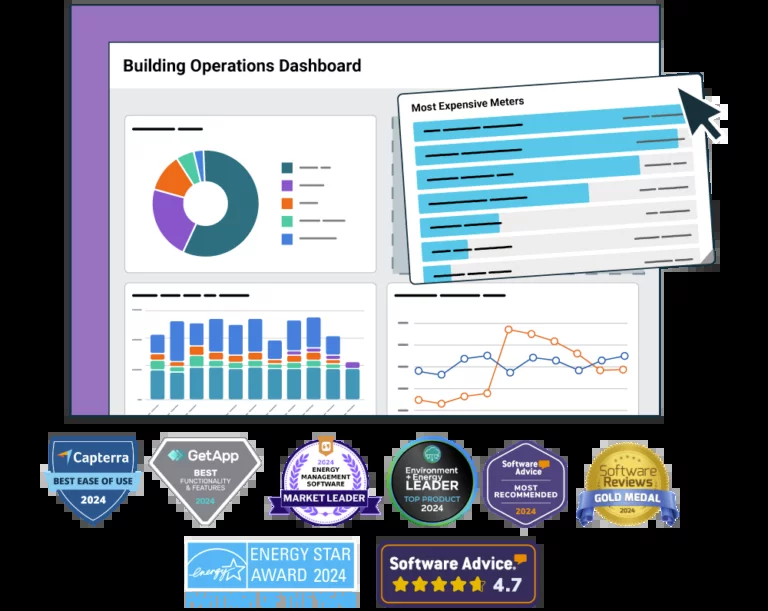 Building Operations Dashboard
Most Expensive Meters
Capterra
BEST EASE OF USE
2024
GetApp
BEST
FUNCTIONALITY
& FEATURES
2024
2024
ENERGY
MANAGEMENT
SOFTWARE
MARKET LEADER
Environment
+ Energy
LEADER
TOP PRODUCT
2024
Software
Advice
MOST
RECOMMENDED
2024
Software
Reviews
GOLD MEDAL
2024
energy
ENERGY STAR
AWARD 2024
Software Advice.
4.7